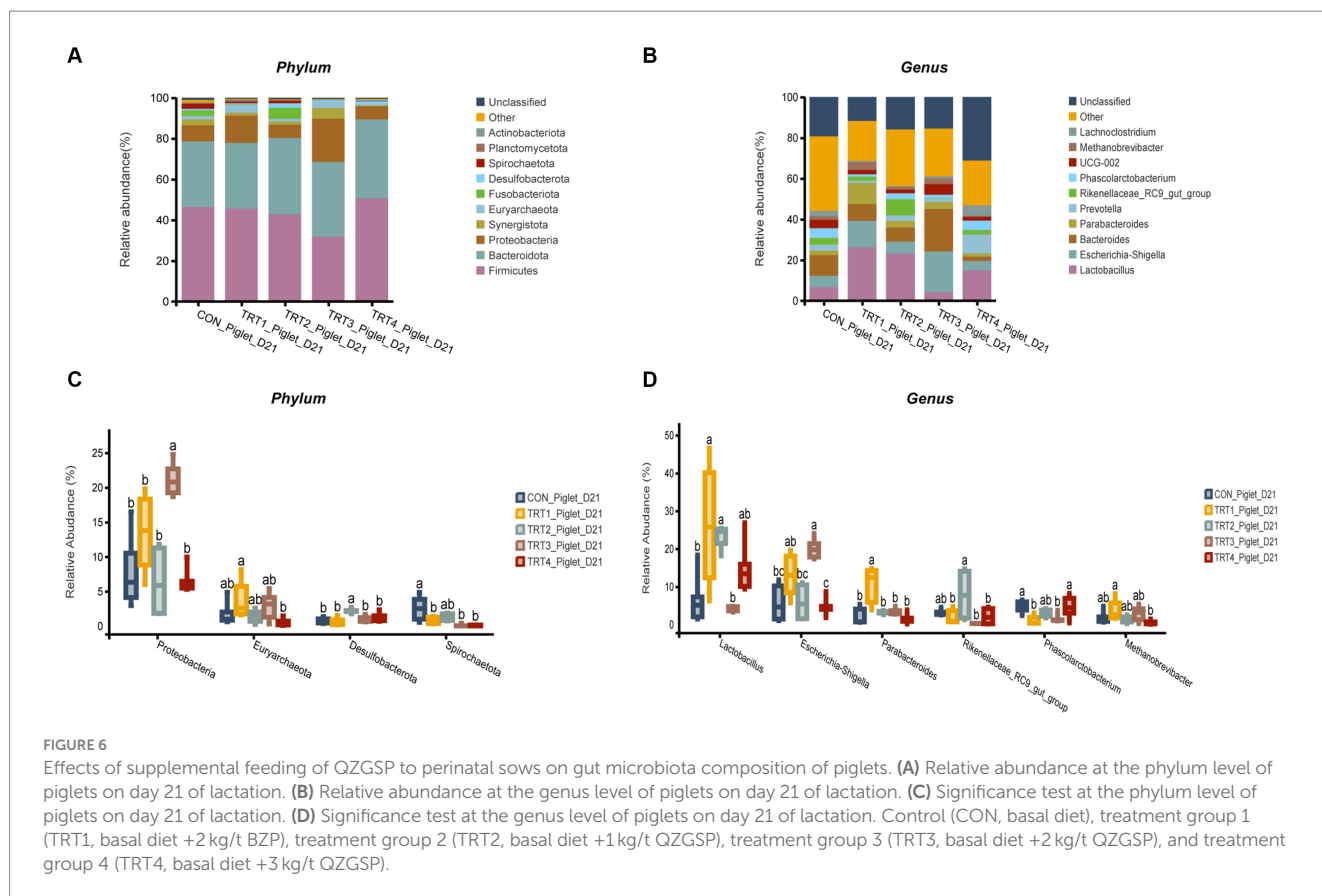 A
Phylum
Relative abundance(%)
100
80
60
40
20
0
CON_Piglet_D21
TRT1_Piglet_D21
TRT2_Piglet_D21
TRT3_Piglet_D21
TRT4_Piglet_D21
Unclassified
Other
Actinobacteriota
Planctomycetota
Spirochaetota
Desulfobacterota
Fusobacteriota
Euryarchaeota
Synergistota
Proteobacteria
Bacteroidota
Firmicutes
B
Genus
Relative abundance(%)
100
80
60
40
20
0
CON_Piglet_D21
TRT1_Piglet_D21
TRT2_Piglet_D21
TRT3_Piglet_D21
TRT4_Piglet_D21
Unclassified
Other
Lachnoclostridium
Methanobrevibacter
UCG-002
Phascolarctobacterium
Rikenellaceae_RC9_gut_group
Prevotella
Parabacteroides
Bacteroides
Escherichia-Shigella
Lactobacillus
C
Phylum
Relative Abudance (%)
25
20
15
10
5
0
b b b a b
ab a ab ab b
b b a b b
a b ab b b
Proteobacteria
Euryarchaeota
Desulfobacterota
Spirochaetota
CON_Piglet_D21
TRT1_Piglet_D21
TRT2_Piglet_D21
TRT3_Piglet_D21
TRT4_Piglet_D21
D
Genus
Relative Abudance (%)
50
40
30
20
10
0
b a a b ab
bc ab bc a c
b a b b b
ab b a b b
a b ab b a
ab a ab ab b
Lactobacillus
Escherichia-Shigella
Parabacteroides
Rikenellaceae_RC9_gut_group
Phascolarctobacterium
Methanobrevibacter
CON_Piglet_D21
TRT1_Piglet_D21
TRT2_Piglet_D21
TRT3_Piglet_D21
TRT4_Piglet_D21
FIGURE 6
Effects of supplemental feeding of QZGSP to perinatal sows on gut microbiota composition of piglets. (A) Relative abundance at the phylum level of
piglets on day 21 of lactation. (B) Relative abundance at the genus level of piglets on day 21 of lactation. (C) Significance test at the phylum level of
piglets on day 21 of lactation. (D) Significance test at the genus level of piglets on day 21 of lactation. Control (CON, basal diet), treatment group 1
(TRT1, basal diet +2 kg/t BZP), treatment group 2 (TRT2, basal diet +1 kg/t QZGSP), treatment group 3 (TRT3, basal diet +2 kg/t QZGSP), and treatment
group 4 (TRT4, basal diet +3 kg/t QZGSP).